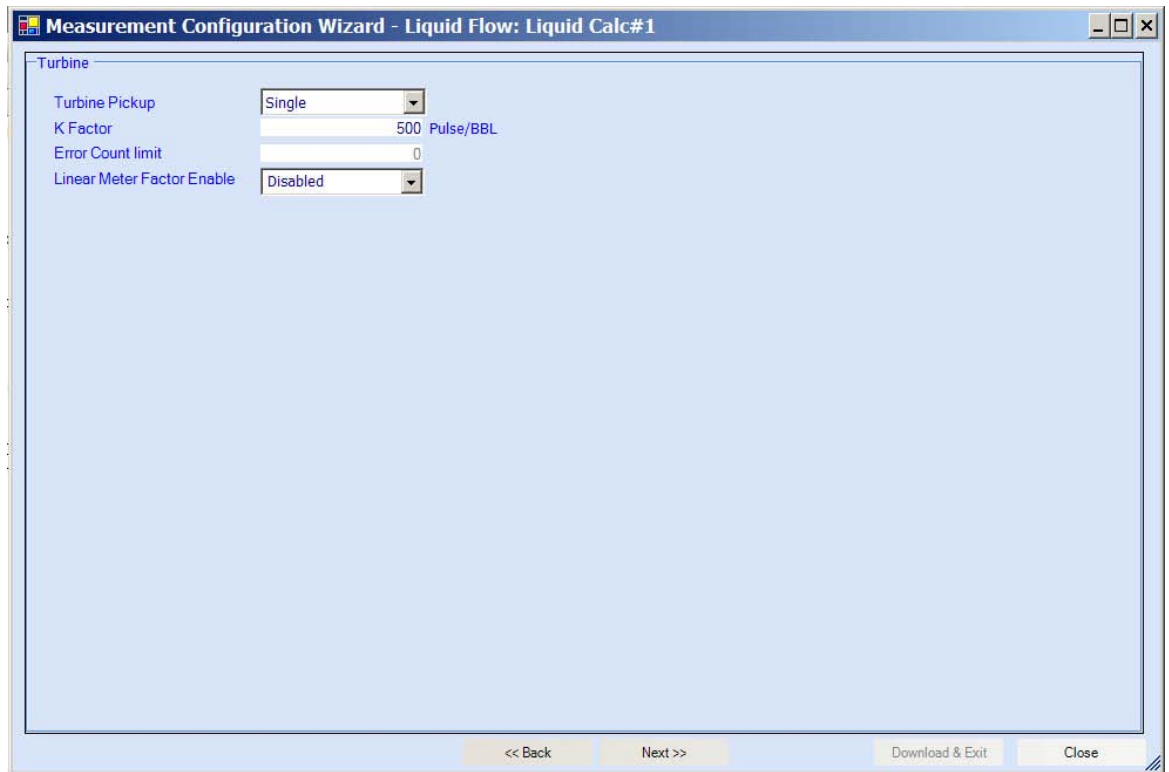 Measurement Configuration Wizard - Liquid Flow: Liquid Calc#1
Turbine
Turbine Pickup Single
K Factor 500 Pulse/BBL
Error Count limit 0
Linear Meter Factor Enable Disabled
<< Back Next >> Download & Exit Close